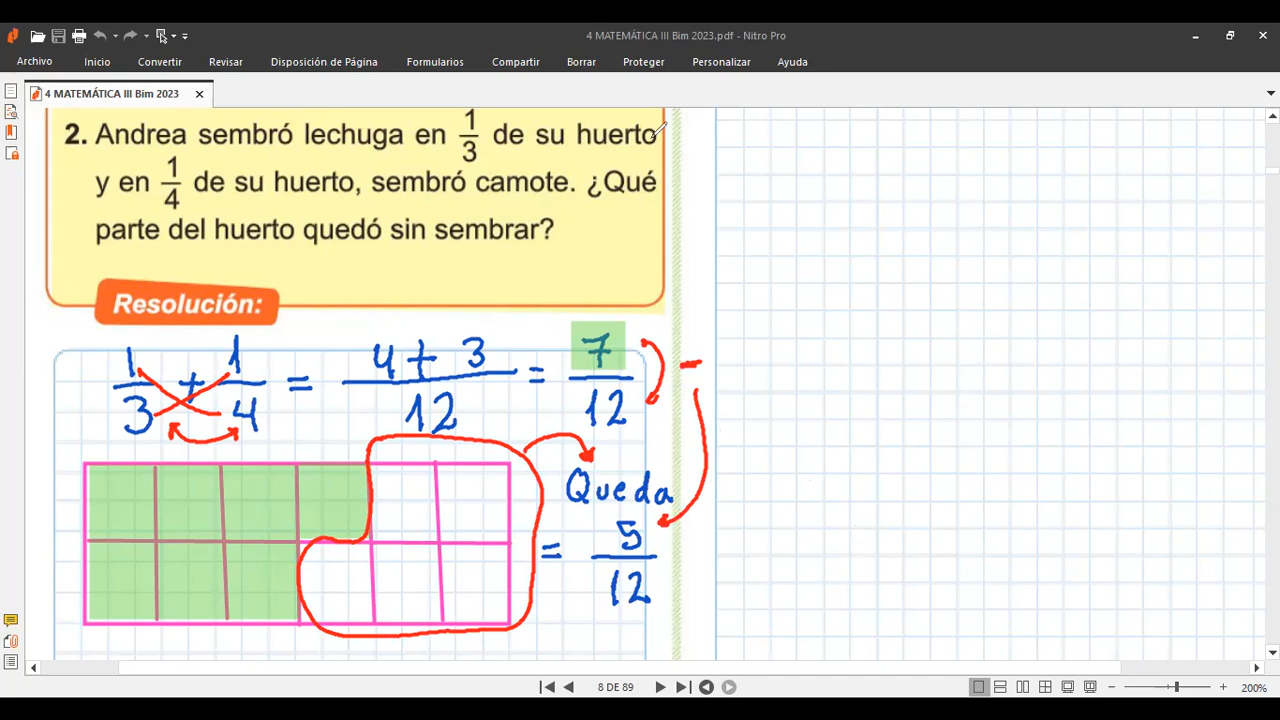 4 MATEMÁTICA III Bim 2023.pdf - Nitro Pro
Archivo Inicio Convertir Revisar Disposición de Página Formularios Compartir Borrar Proteger Personalizar Ayuda
4 MATEMÁTICA III Bim 2023
2. Andrea sembró lechuga en 1/3 de su huerto
y en 1/4 de su huerto, sembró camote. ¿Qué
parte del huerto quedó sin sembrar?
Resolución:
1/3 + 1/4 = 4 + 3/12 = 7/12 -
Queda
= 5/12
8 DE 89
200%